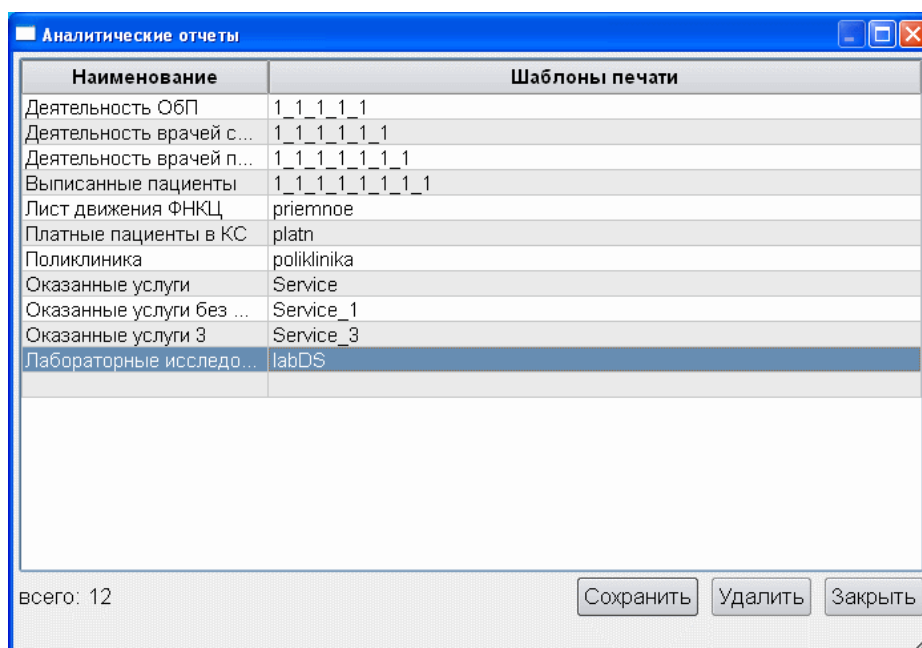 Аналитические отчеты
Наименование Шаблоны печати
Деятельность ОбП 1_1_1_1_1
Деятельность врачей с... 1_1_1_1_1_1
Деятельность врачей п... 1_1_1_1_1_1_1
Выписанные пациенты 1_1_1_1_1_1_1_1
Лист движения ФНКЦ priemnoe
Платные пациенты в КС platn
Поликлиника poliklinika
Оказанные услуги Service
Оказанные услуги без ... Service_1
Оказанные услуги 3 Service_3
Лабораторные исследо... labDS
всего: 12 Сохранить Удалить Закрыть